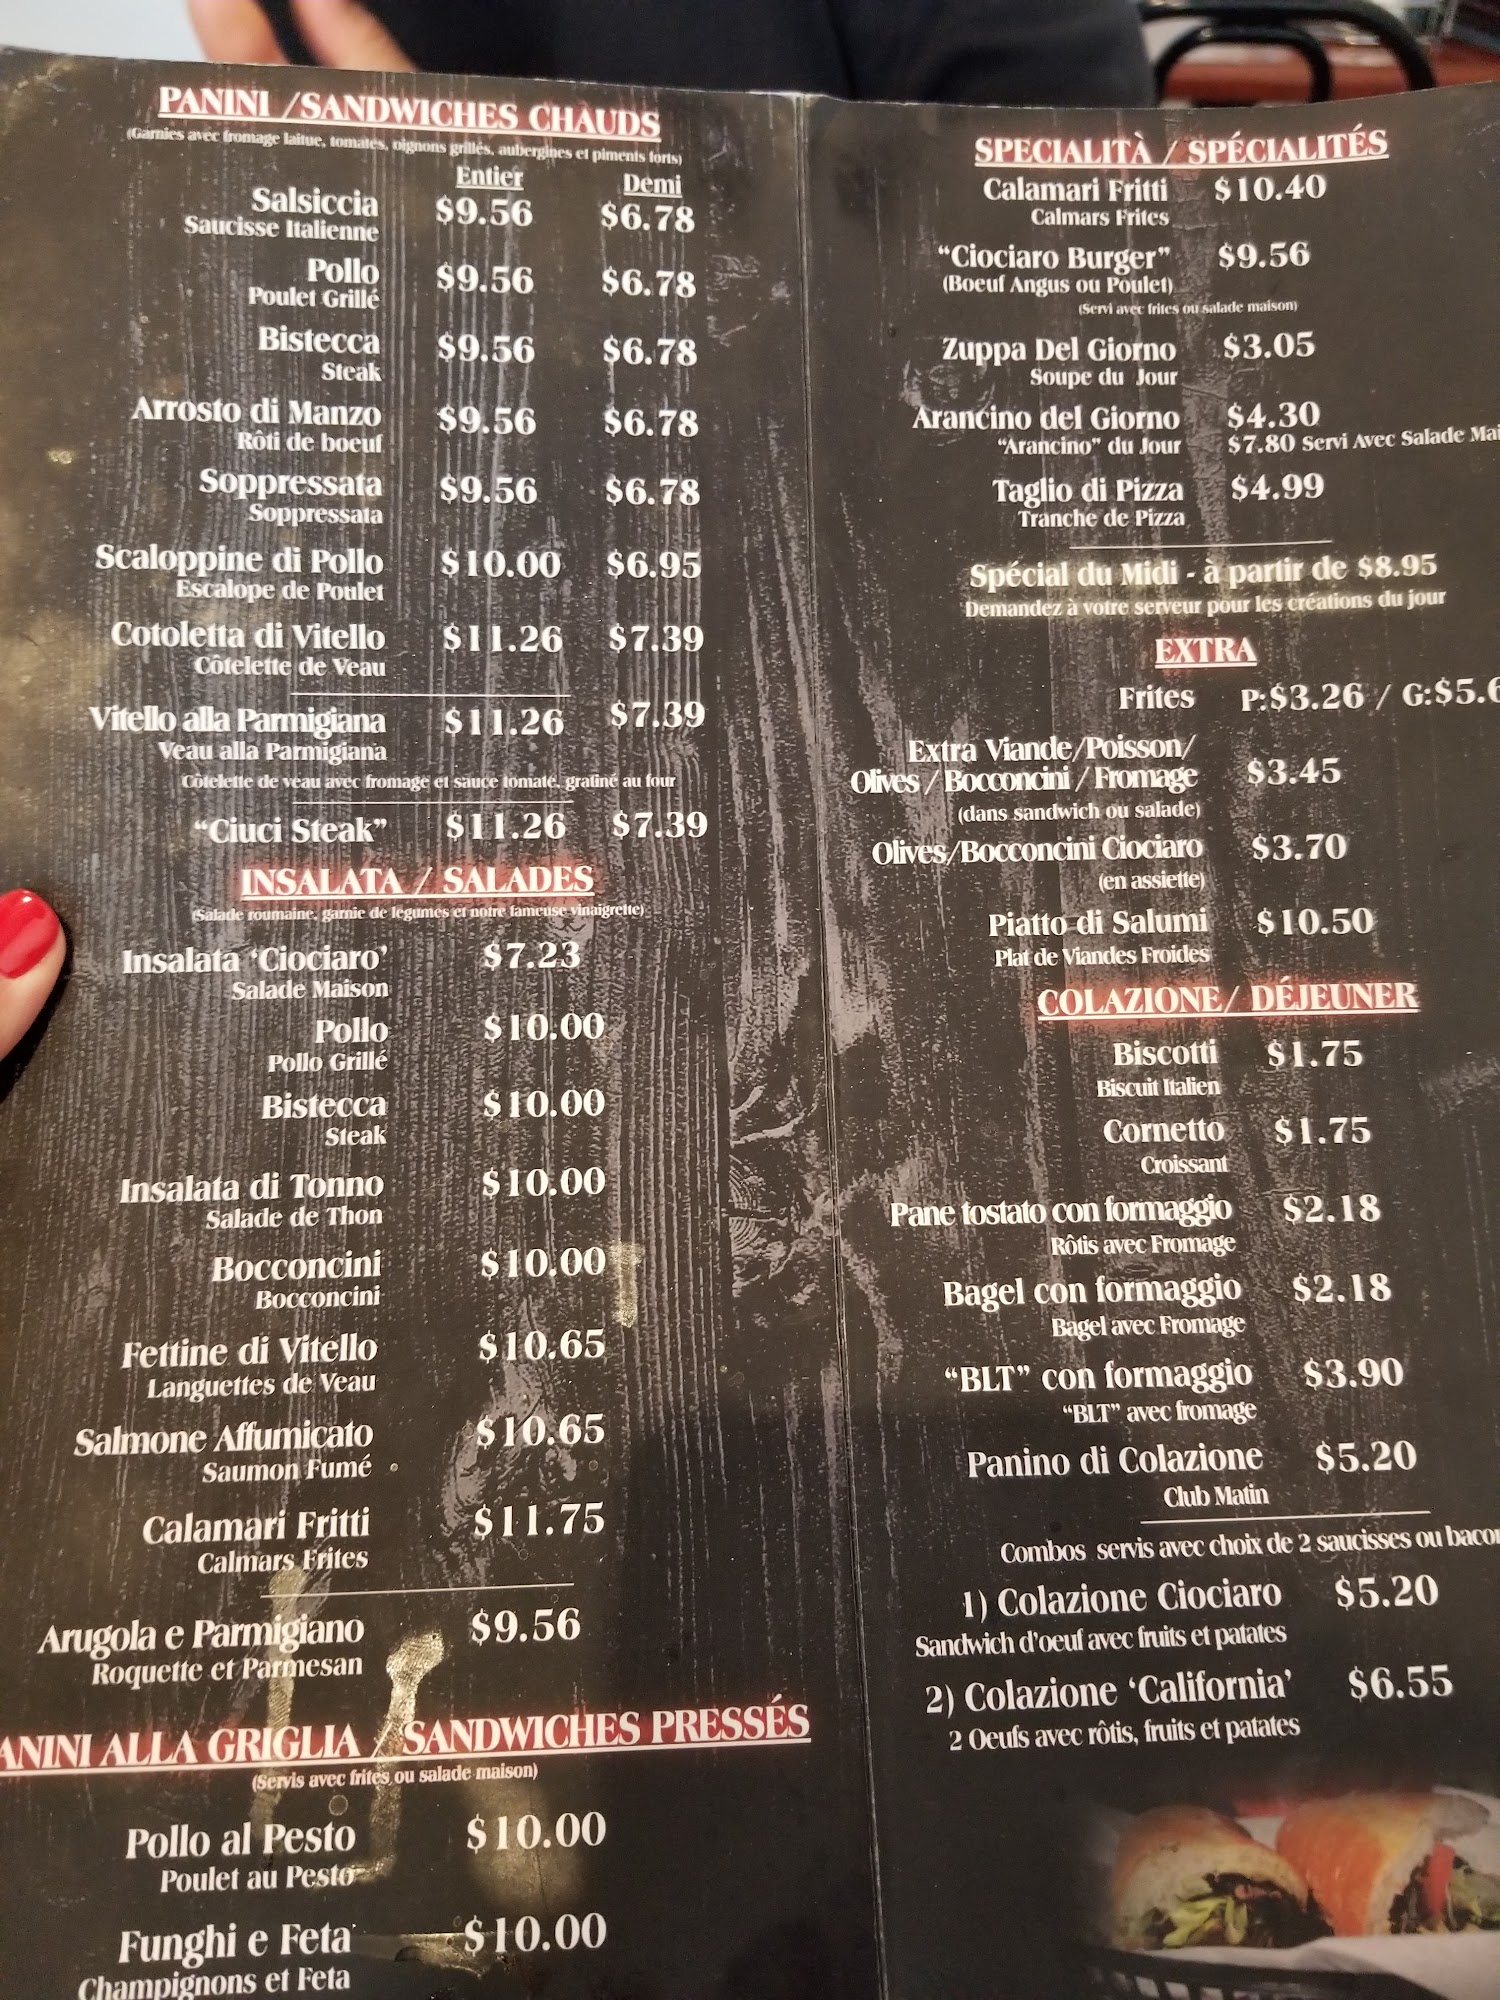 PANINI / SANDWICHES CHAUDS
(Garnies avec fromage laitue, tomates, oignons grillés, aubergines et piments forts)
Entier Demi
Salsiccia $9.56 $6.78
Saucisse Italienne
Pollo $9.56 $6.78
Poulet Grillé
Bistecca $9.56 $6.78
Steak
Arrosto di Manzo $9.56 $6.78
Rôti de boeuf
Soppressata $9.56 $6.78
Soppressata
Scaloppine di Pollo $10.00 $6.95
Escalope de Poulet
Cotoletta di Vitello $11.26 $7.39
Côtelette de Veau
Vitello alla Parmigiana $11.26 $7.39
Veau alla Parmigiana
Côtelette de veau avec fromage et sauce tomate, gratiné au four
"Ciuci Steak" $11.26 $7.39
INSALATA / SALADES
(Salade roumaine, garnie de légumes et notre fameuse vinaigrette)
Insalata 'Ciociaro' $7.23
Salade Maison
Pollo $10.00
Pollo Grillé
Bistecca $10.00
Steak
Insalata di Tonno $10.00
Salade de Thon
Bocconcini $10.00
Bocconcini
Fettine di Vitello $10.65
Languettes de Veau
Salmone Affumicato $10.65
Saumon Fumé
Calamari Fritti $11.75
Calmars Frites
Arugola e Parmigiano $9.56
Roquette et Parmesan
ANINI ALLA GRIGLIA / SANDWICHES PRESSÉS
(Servis avec frites ou salade maison)
Pollo al Pesto $10.00
Poulet au Pesto
Funghi e Feta $10.00
Champignons et Feta
SPECIALITÀ / SPÉCIALITÉS
Calamari Fritti $10.40
Calmars Frites
"Ciociaro Burger" $9.56
(Boeuf Angus ou Poulet)
(Servi avec frites ou salade maison)
Zuppa Del Giorno $3.05
Soupe du Jour
Arancino del Giorno $4.30
"Arancino" du Jour $7.80 Servi Avec Salade Mai
Taglio di Pizza $4.99
Tranche de Pizza
Spécial du Midi - à partir de $8.95
Demandez à votre serveur pour les créations du jour
EXTRA
Frites P:$3.26 / G:$5.6
Extra Viande/Poisson/
Olives / Bocconcini / Fromage $3.45
(dans sandwich ou salade)
Olives/Bocconcini Ciociaro $3.70
(en assiette)
Piatto di Salumi $10.50
Plat de Viandes Froides
COLAZIONE/ DÉJEUNER
Biscotti $1.75
Biscuit Italien
Cornetto $1.75
Croissant
Pane tostato con formaggio $2.18
Rôtis avec Fromage
Bagel con formaggio $2.18
Bagel avec Fromage
"BLT" con formaggio $3.90
"BLT" avec fromage
Panino di Colazione $5.20
Club Matin
Combos servis avec choix de 2 saucisses ou bacon
1) Colazione Ciociaro $5.20
Sandwich d'oeuf avec fruits et patates
2) Colazione 'California' $6.55
2 Oeufs avec rôtis, fruits et patates